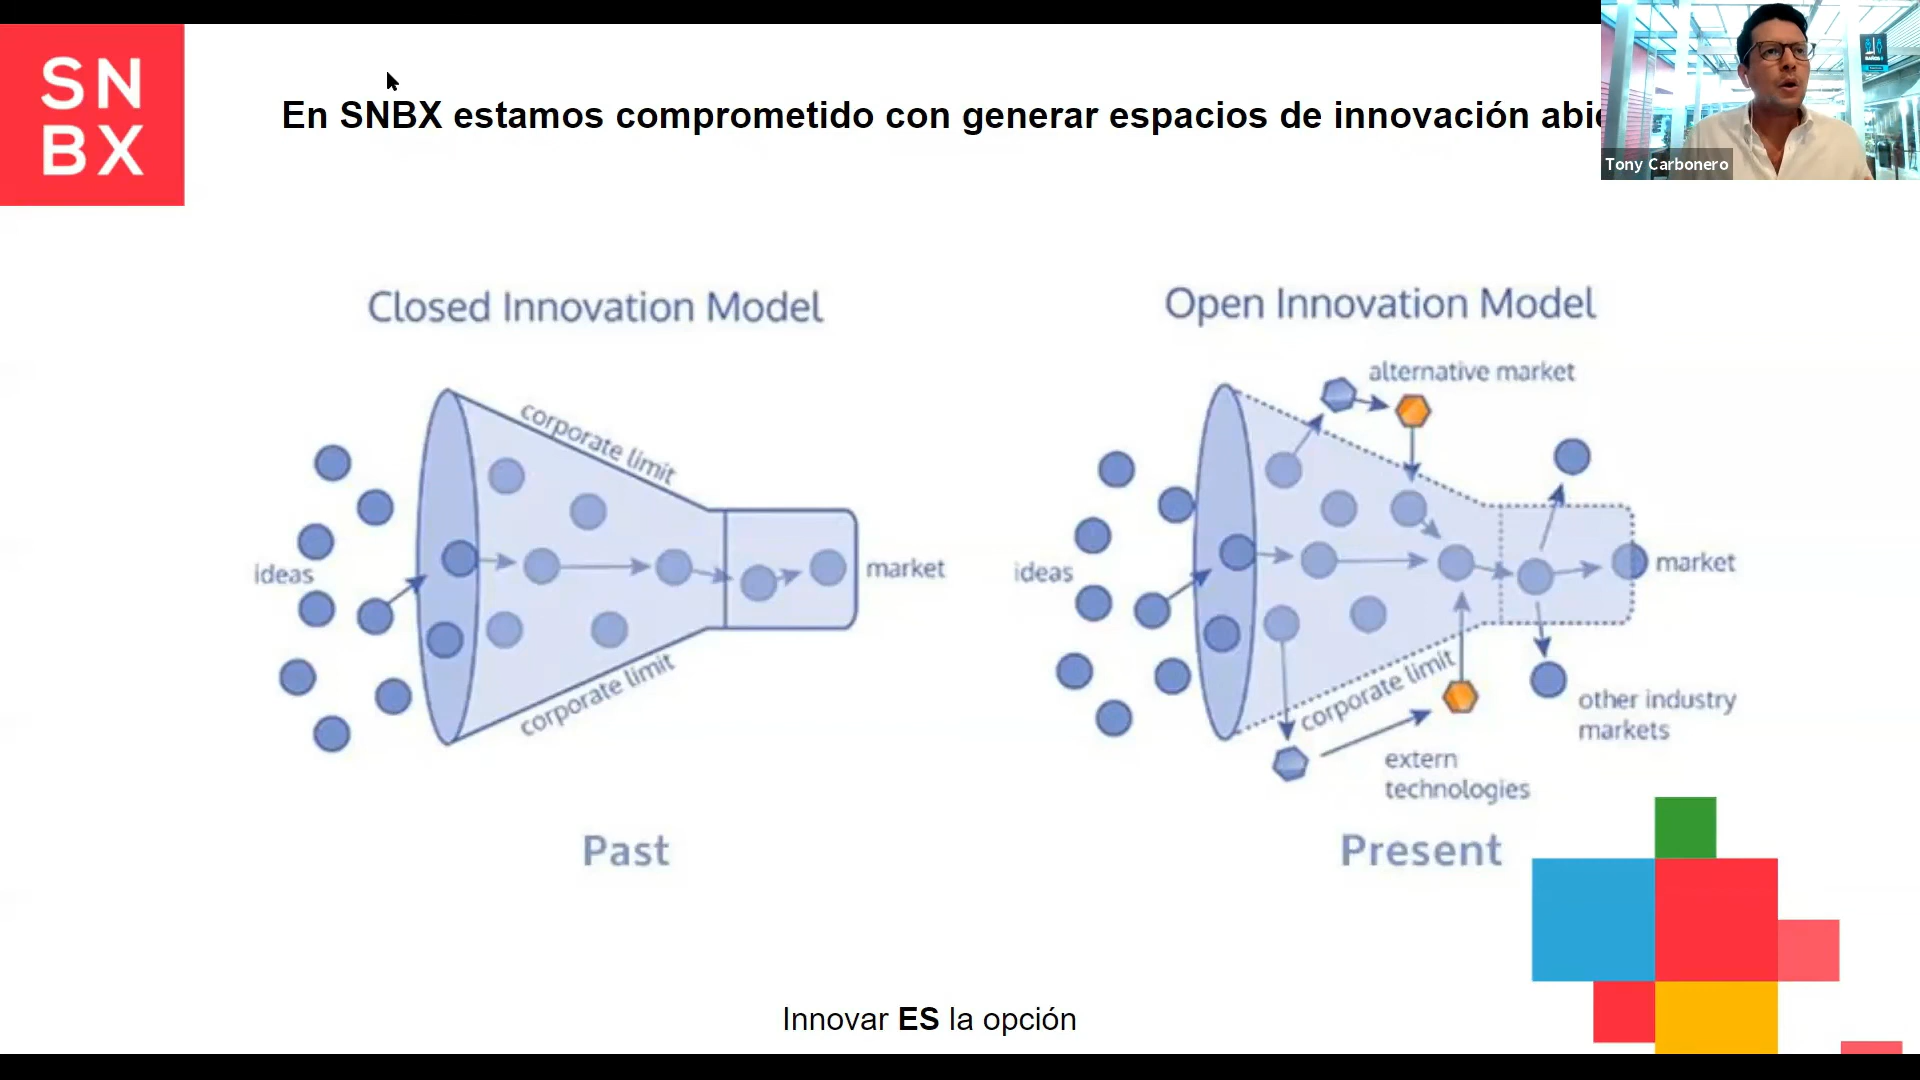 SN
BX
En SNBX estamos comprometido con generar espacios de innovación abie
Tony Carbonero
Closed Innovation Model
corporate limit
ideas
market
corporate limit
Past
Open Innovation Model
alternative market
ideas
market
corporate limit
other industry
markets
extern
technologies
Present
Innovar ES la opción